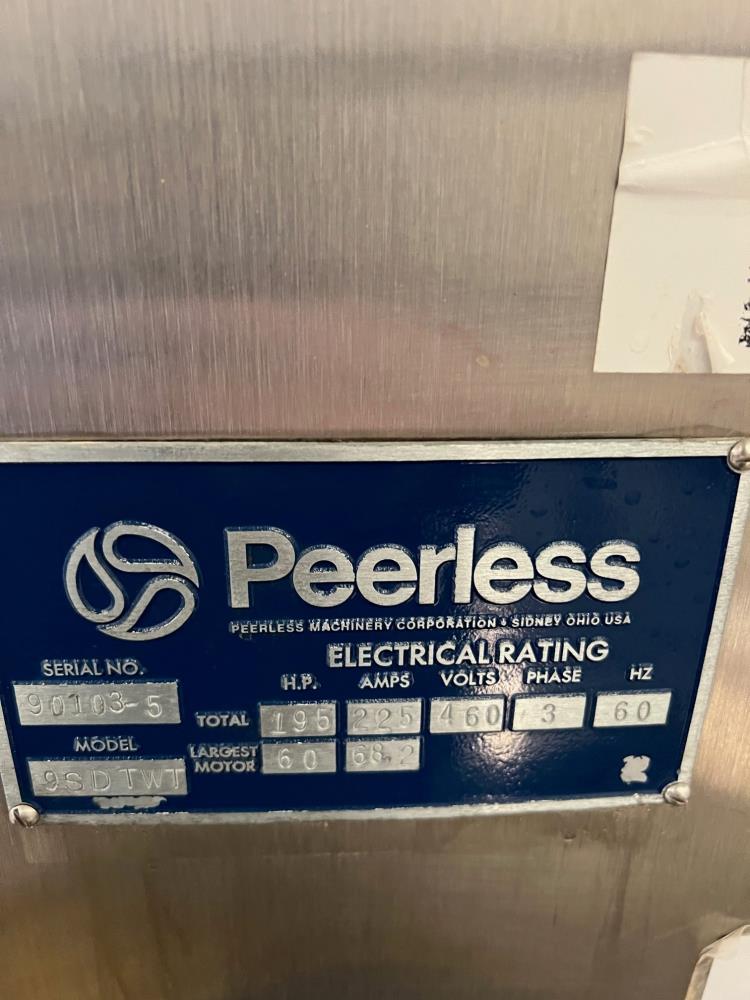 Peerless
PEERLESS MACHINERY CORPORATION • SIDNEY OHIO USA
ELECTRICAL RATING
SERIAL NO. H.P. AMPS VOLTS PHASE HZ
90103-5 TOTAL 195 225 460 3 60
MODEL LARGEST MOTOR 60 68.2
9SDTWT